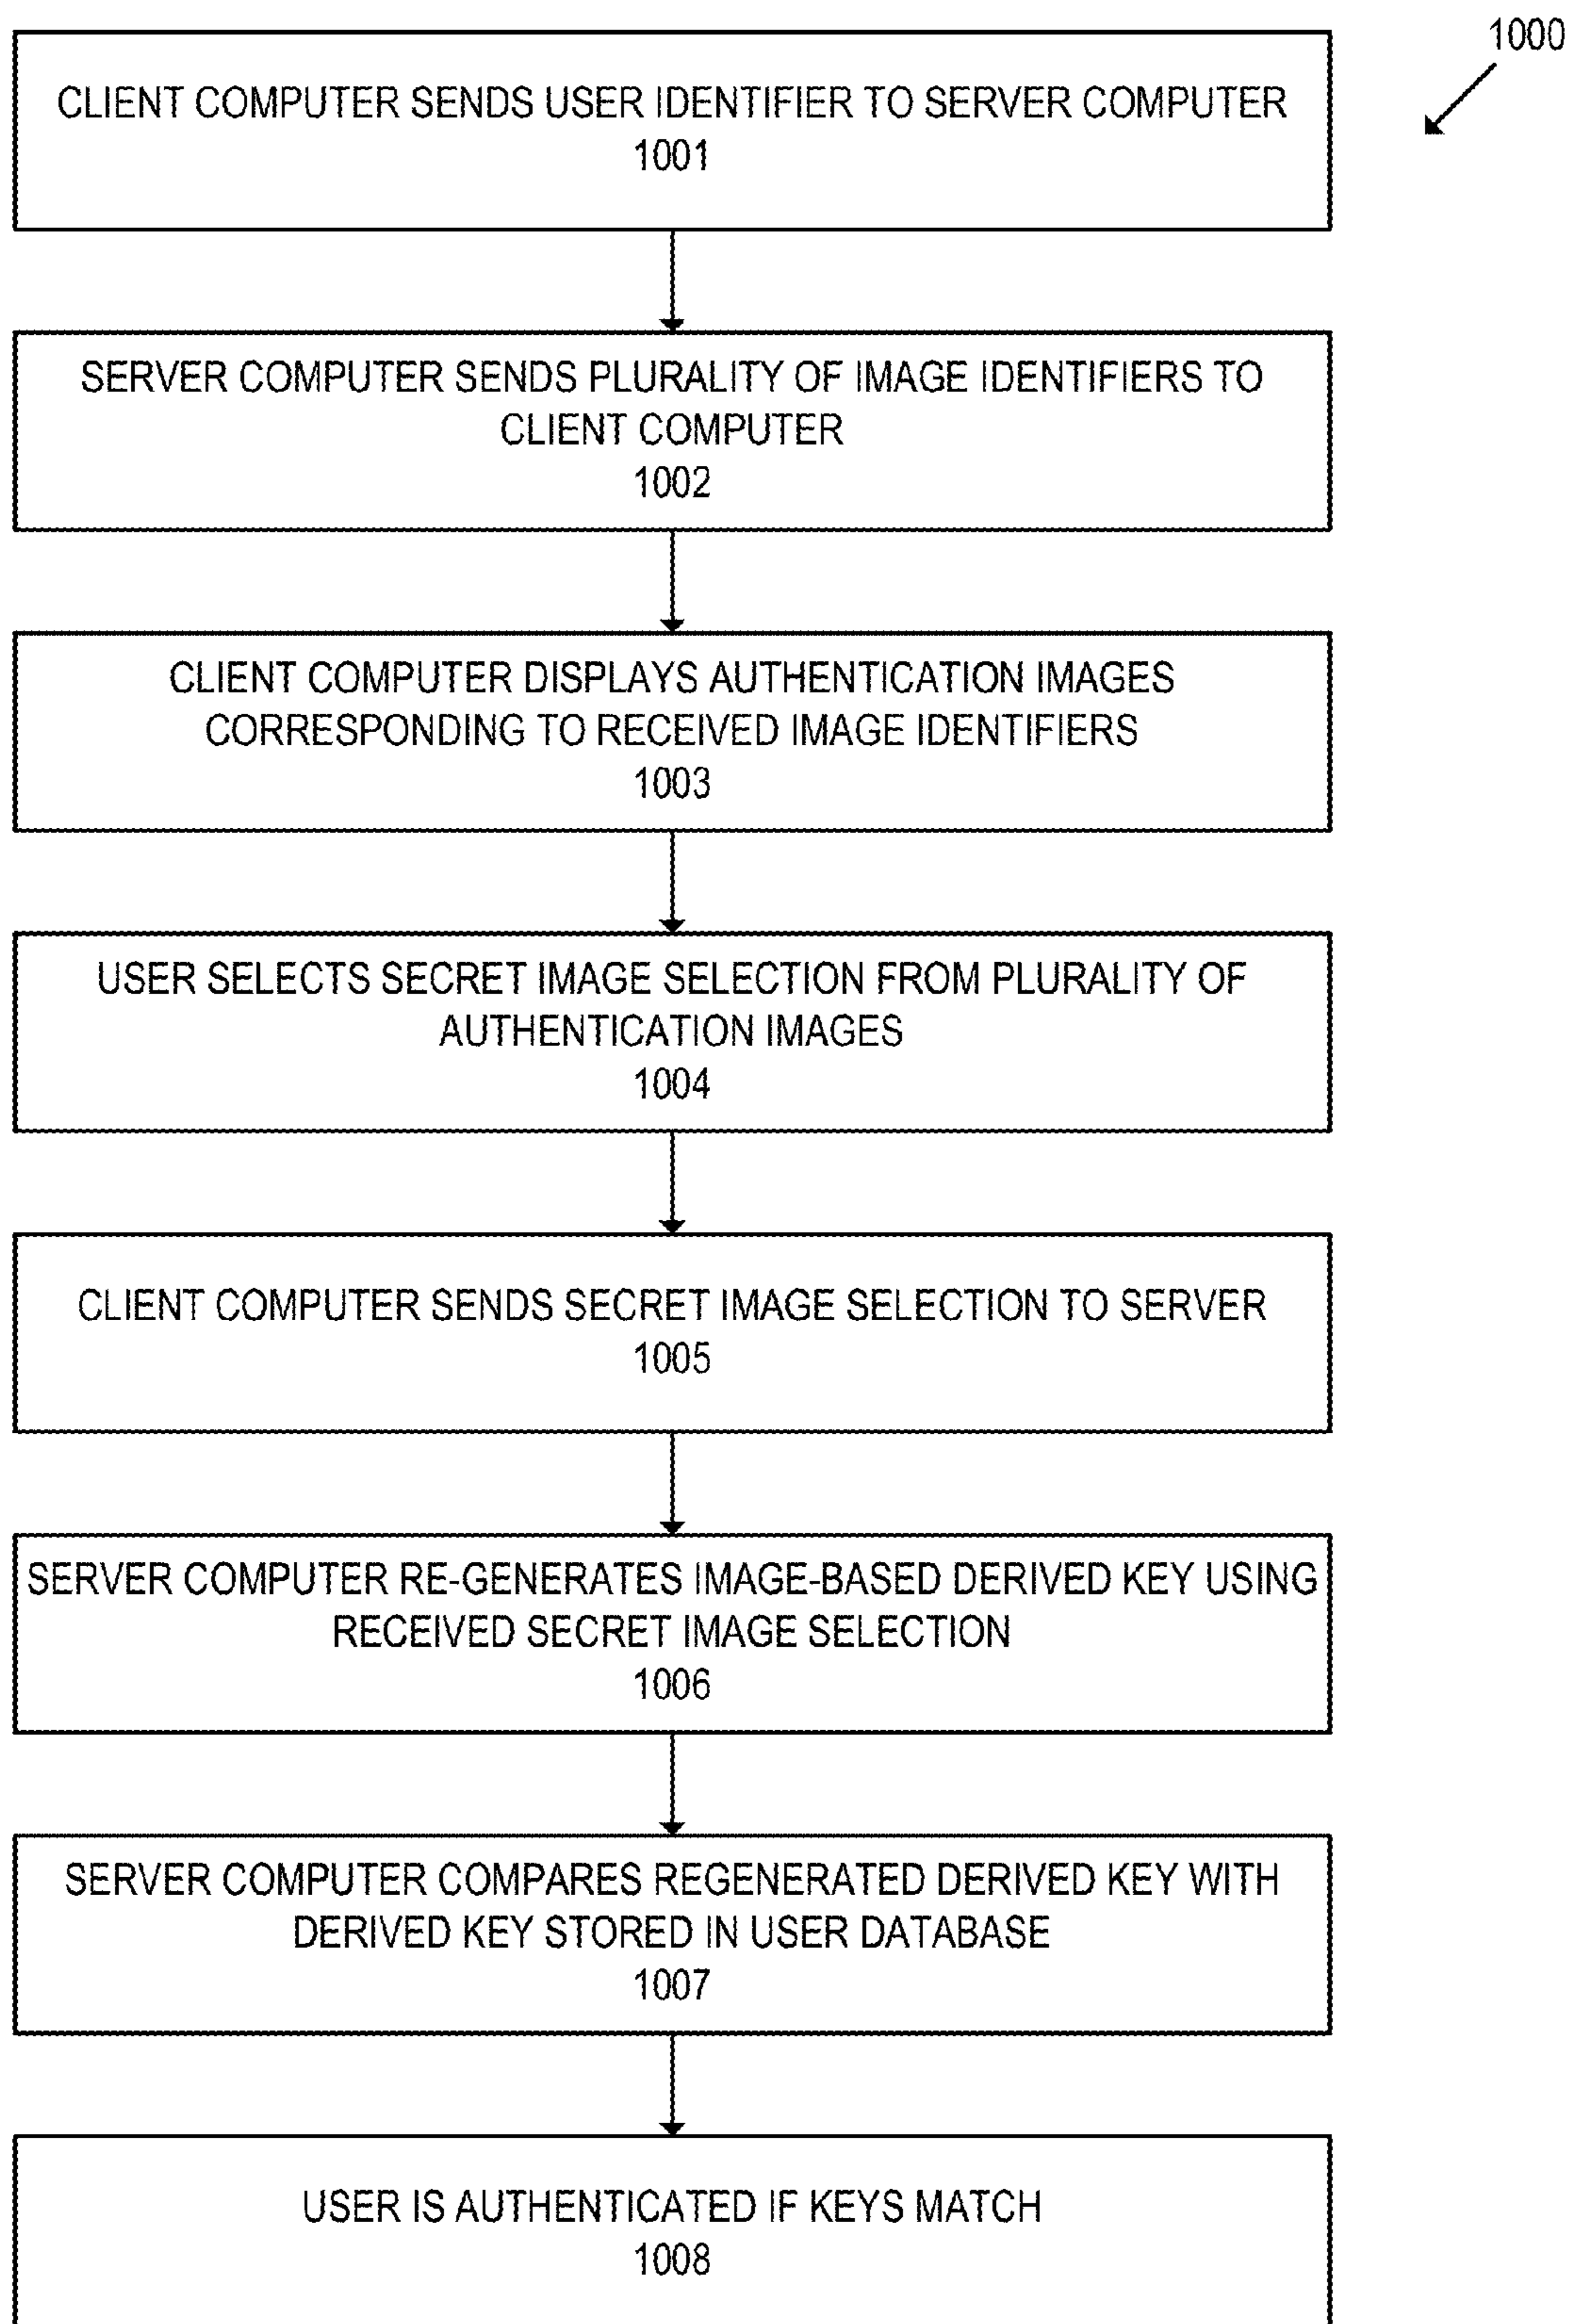 1000
CLIENT COMPUTER SENDS USER IDENTIFIER TO SERVER COMPUTER
1001
SERVER COMPUTER SENDS PLURALITY OF IMAGE IDENTIFIERS TO
CLIENT COMPUTER
1002
CLIENT COMPUTER DISPLAYS AUTHENTICATION IMAGES
CORRESPONDING TO RECEIVED IMAGE IDENTIFIERS
1003
USER SELECTS SECRET IMAGE SELECTION FROM PLURALITY OF
AUTHENTICATION IMAGES
1004
CLIENT COMPUTER SENDS SECRET IMAGE SELECTION TO SERVER
1005
SERVER COMPUTER RE-GENERATES IMAGE-BASED DERIVED KEY USING
RECEIVED SECRET IMAGE SELECTION
1006
SERVER COMPUTER COMPARES REGENERATED DERIVED KEY WITH
DERIVED KEY STORED IN USER DATABASE
1007
USER IS AUTHENTICATED IF KEYS MATCH
1008